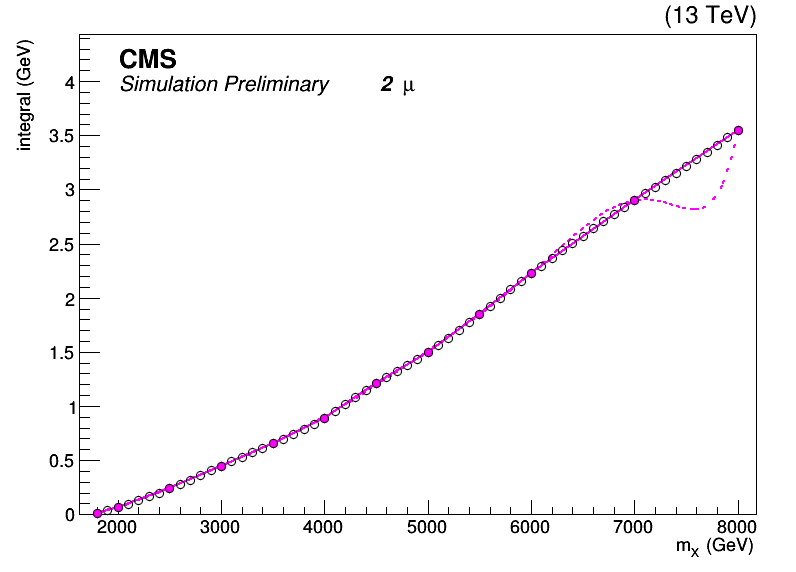 (13 TeV)
CMS
Simulation Preliminary 2 μ
integral (GeV)
4
3.5
3
2.5
2
1.5
1
0.5
0
2000 3000 4000 5000 6000 7000 8000
mX (GeV)